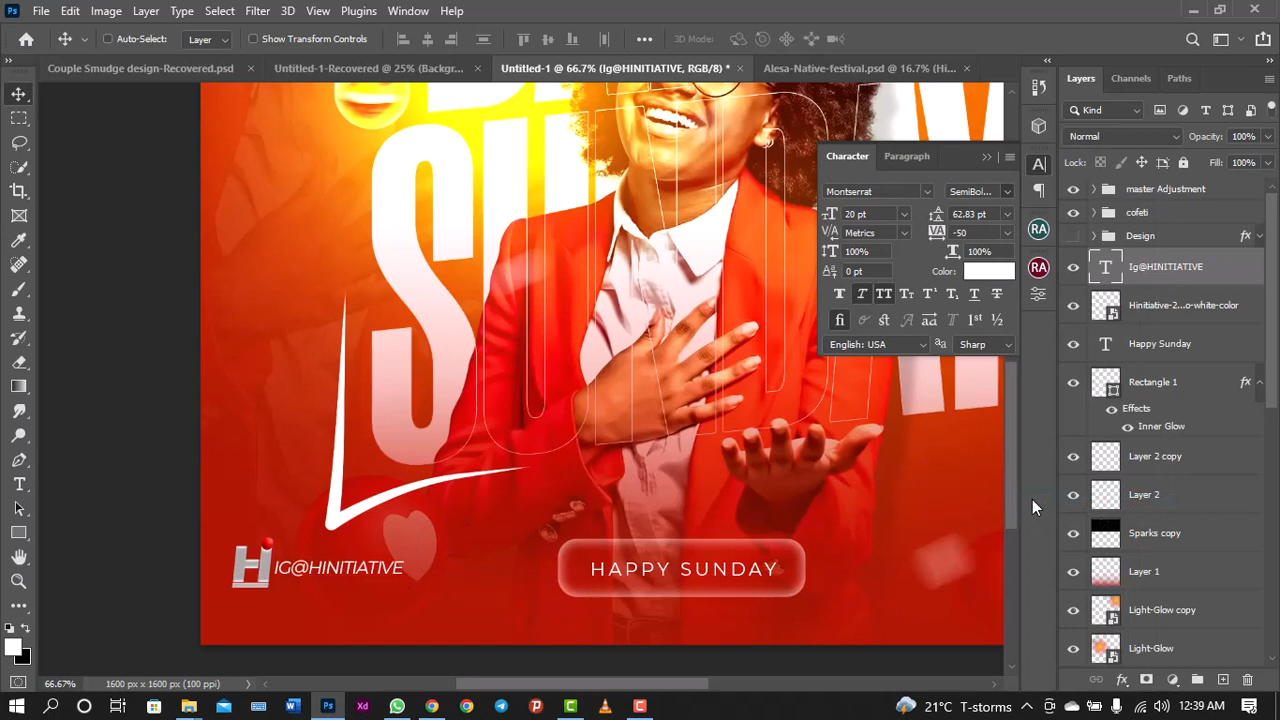 File Edit Image Layer Type Select Filter 3D View Plugins Window Help
Auto-Select: Layer Show Transform Controls 3D Mode:
Couple Smudge design-Recovered.psd
Untitled-1-Recovered @ 25% (Backgr...
Untitled-1 @ 66.7% (Ig@HINITIATIVE, RGB/8) *
Alesa-Native-festival.psd @ 16.7% (Hi...
SUNDAY
HAPPY SUNDAY
IG@HINITIATIVE
Character Paragraph
Montserrat SemiBol...
20 pt 62.83 pt
Metrics -50
100% 100%
0 pt Color:
English: USA Sharp
Layers Channels Paths
Kind
Normal Opacity: 100%
Lock: Fill: 100%
master Adjustment
cofeti
Design fx
Ig@HINITIATIVE
Hinitiative-2...o-white-color
Happy Sunday
Rectangle 1 fx
Effects
Inner Glow
Layer 2 copy
Layer 2
Sparks copy
Layer 1
Light-Glow copy
Light-Glow
66.67% 1600 px x 1600 px (100 ppi)
21°C T-storms 12:39 AM